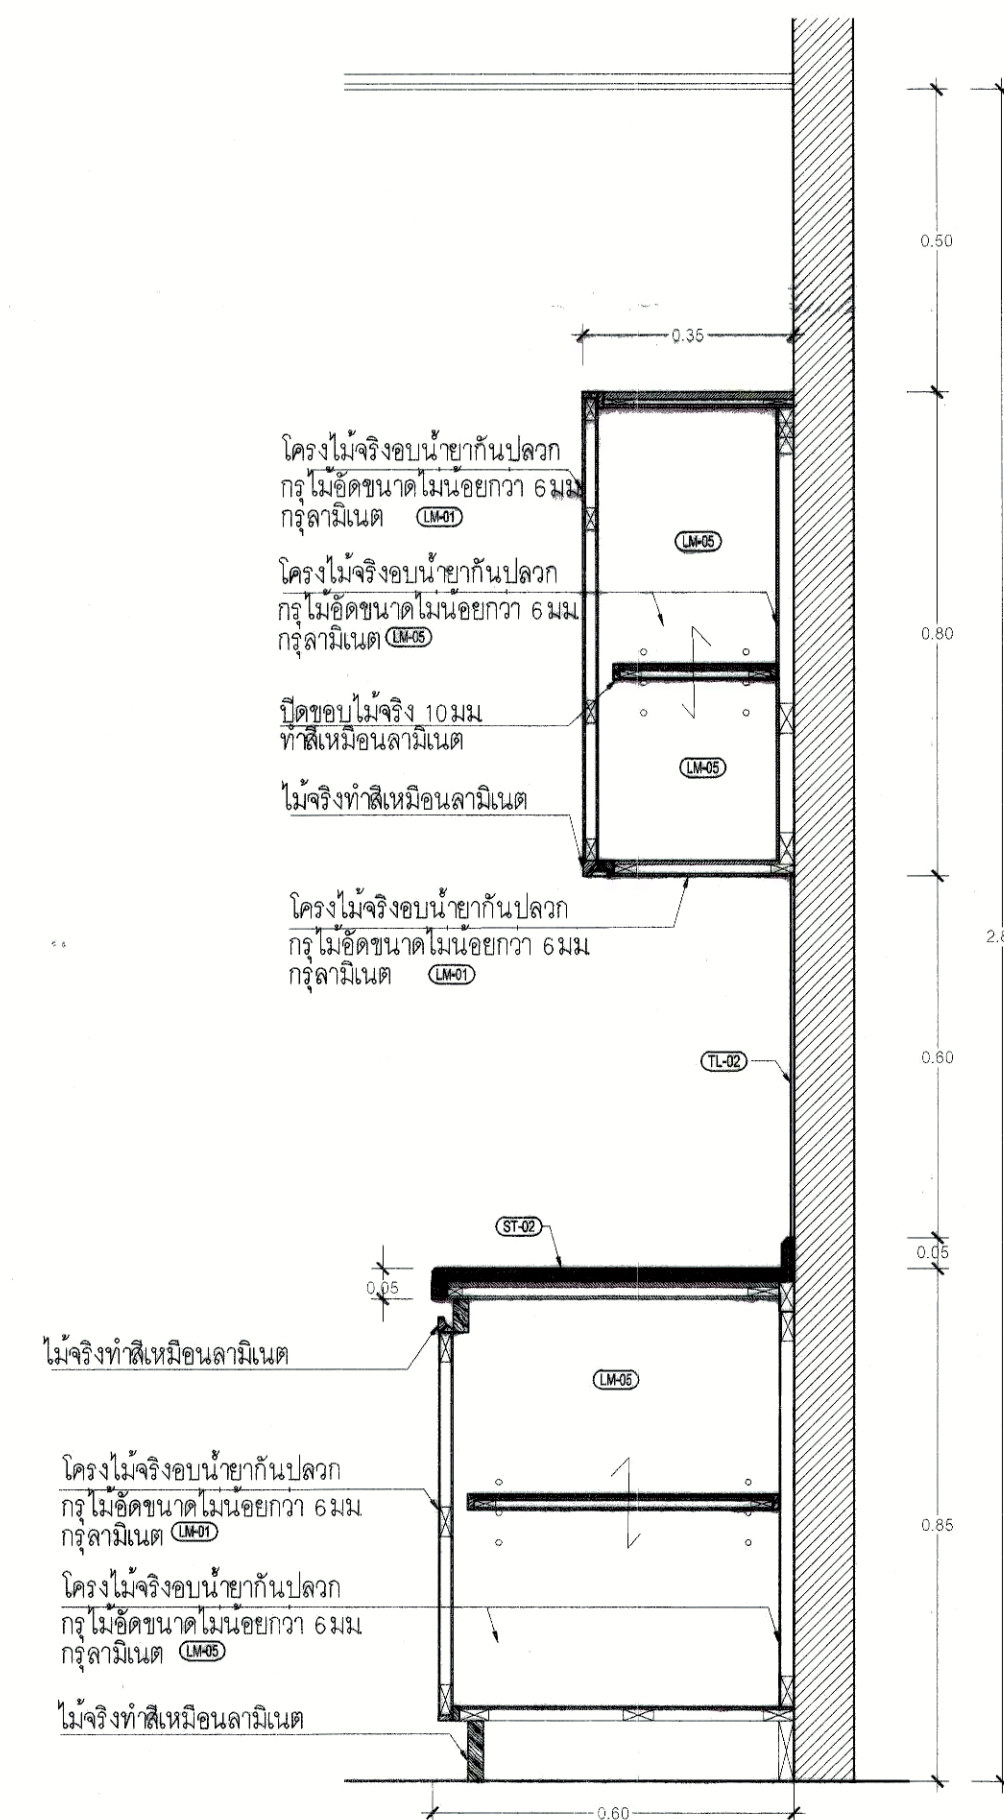 0.50
0.35
โครงไม้จริงอบน้ำยากันปลวก
กรุไม้อัดขนาดไม่น้อยกว่า 6 มม
กรุลามิเนต LM-01
LM-05
โครงไม้จริงอบน้ำยากันปลวก
กรุไม้อัดขนาดไม่น้อยกว่า 6 มม
กรุลามิเนต LM-05
0.80
ปิดขอบไม้จริง 10 มม
ทำสีเหมือนลามิเนต
LM-05
ไม้จริงทำสีเหมือนลามิเนต
โครงไม้จริงอบน้ำยากันปลวก
กรุไม้อัดขนาดไม่น้อยกว่า 6 มม
กรุลามิเนต LM-01
TL-02
0.60
ST-02
0.05
0.05
ไม้จริงทำสีเหมือนลามิเนต
LM-05
โครงไม้จริงอบน้ำยากันปลวก
กรุไม้อัดขนาดไม่น้อยกว่า 6 มม
กรุลามิเนต LM-01
0.85
โครงไม้จริงอบน้ำยากันปลวก
กรุไม้อัดขนาดไม่น้อยกว่า 6 มม
กรุลามิเนต LM-05
ไม้จริงทำสีเหมือนลามิเนต
0.60